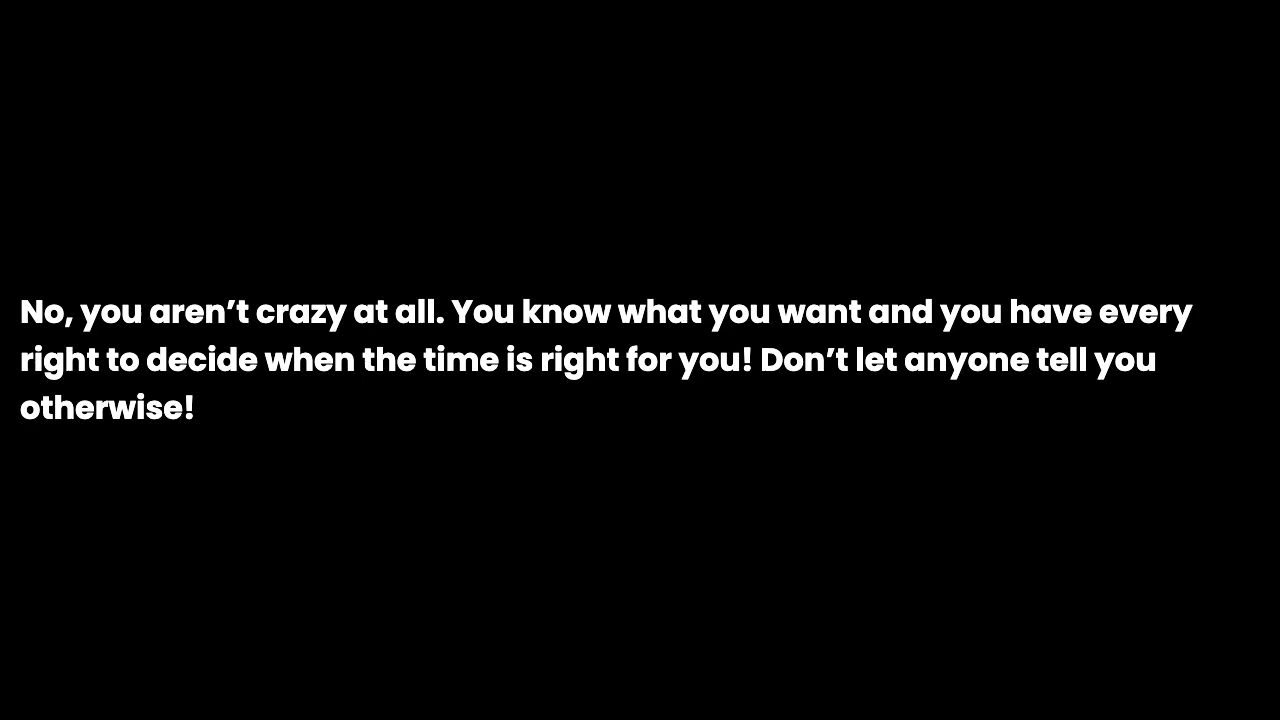 No, you aren’t crazy at all. You know what you want and you have every
right to decide when the time is right for you! Don’t let anyone tell you
otherwise!